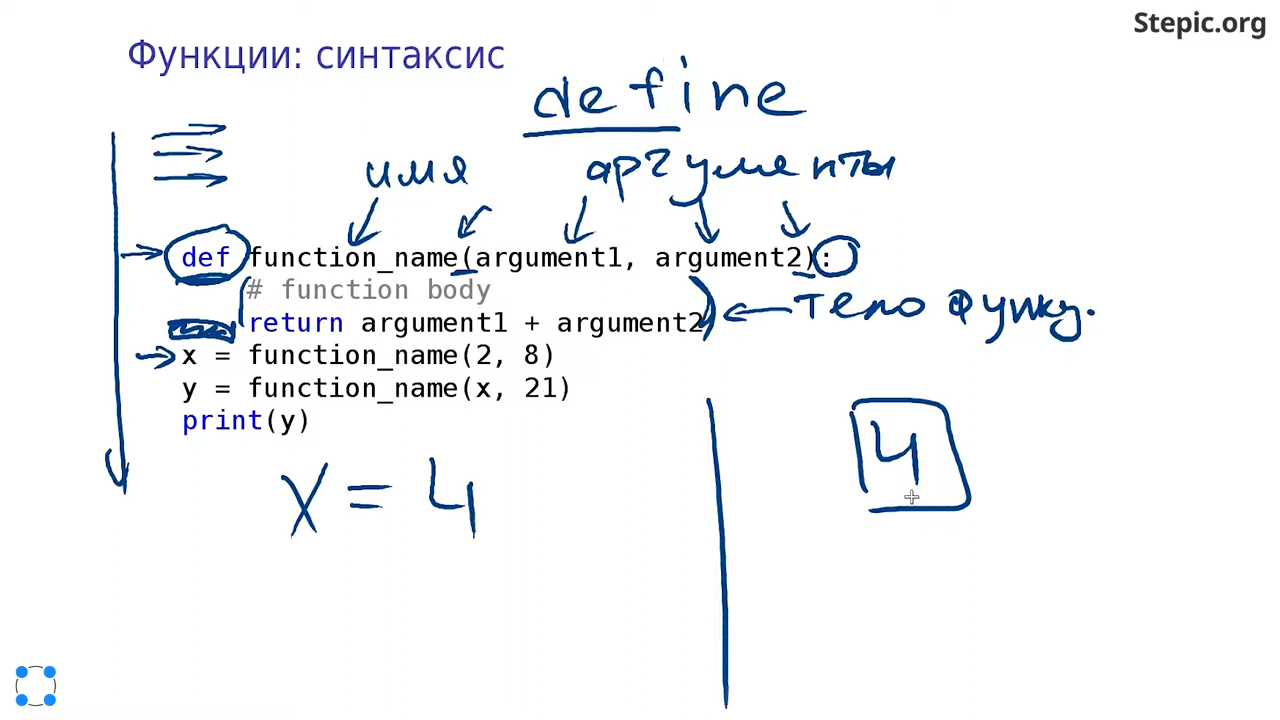 Stepic.org
Функции: синтаксис
define
имя аргументы
def function_name(argument1, argument2):
# function body
return argument1 + argument2
тело функц.
x = function_name(2, 8)
y = function_name(x, 21)
print(y)
x = 4
4